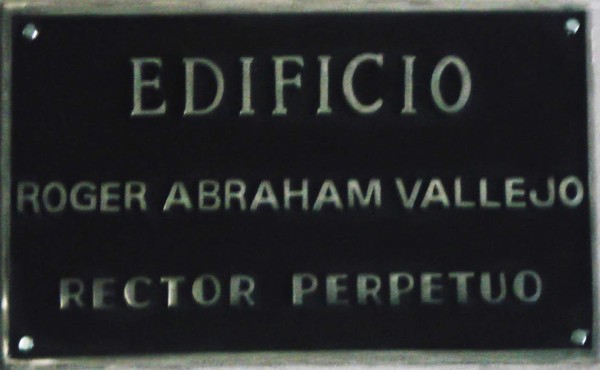 EDIFICIO
ROGER ABRAHAM VALLEJO
RECTOR PERPETUO